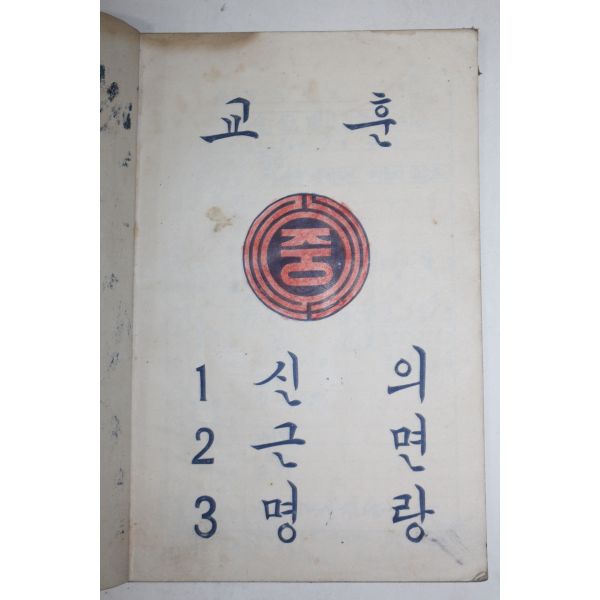 교 훈
중
1 신 의
2 근 면
3 명 랑